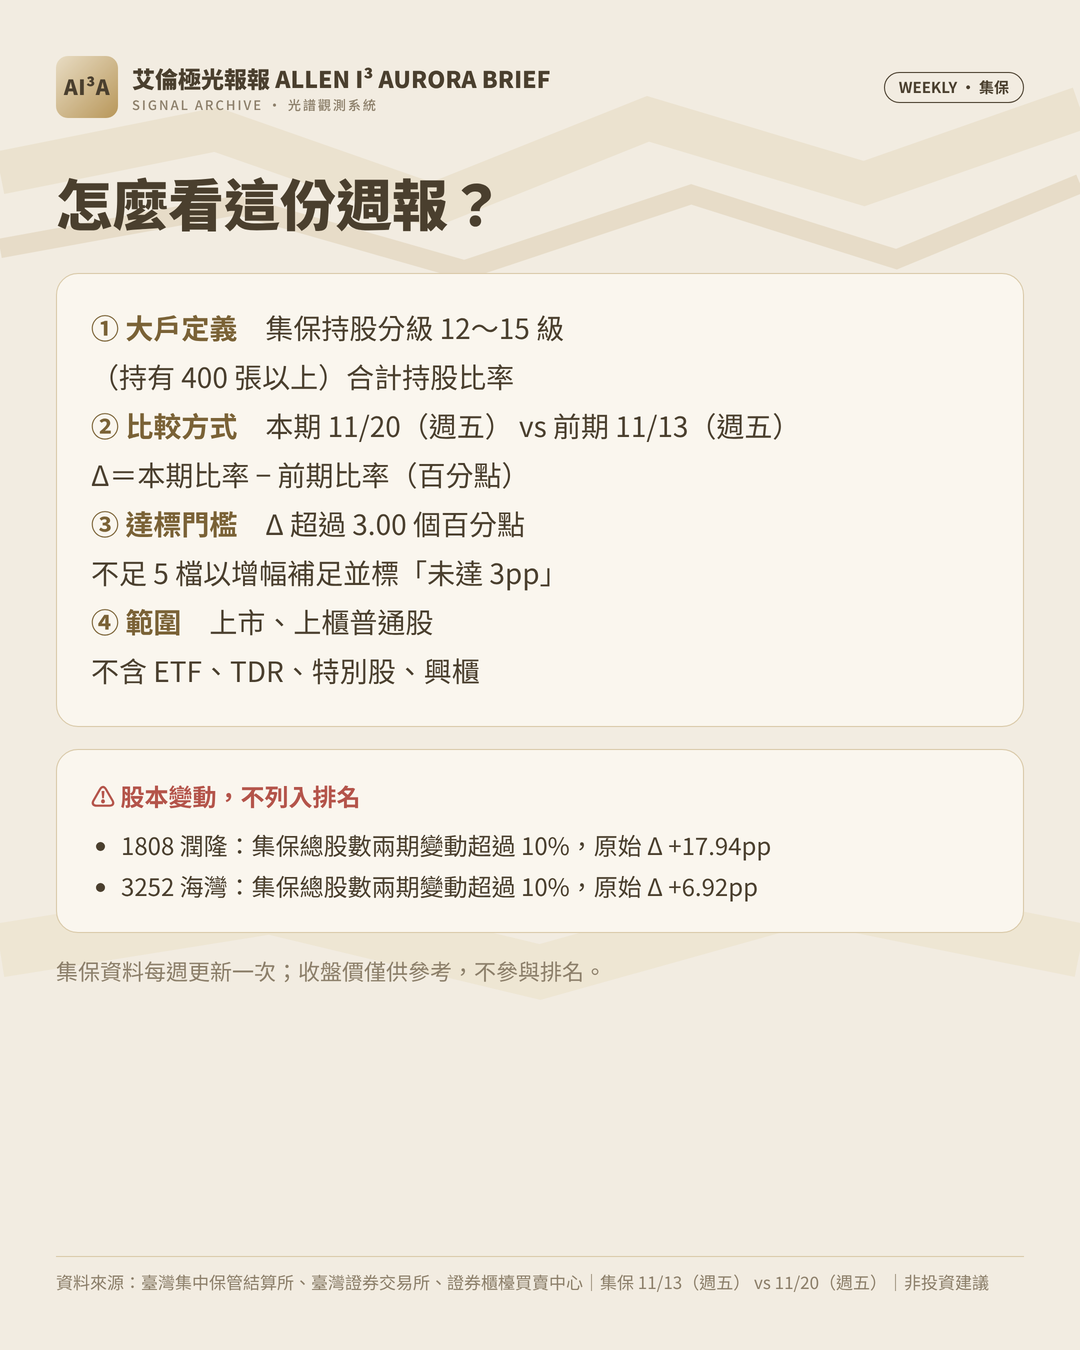 AI³A
艾倫極光報報 ALLEN I³ AURORA BRIEF
SIGNAL ARCHIVE ・ 光譜觀測系統
WEEKLY ・ 集保
怎麼看這份週報？
① 大戶定義　集保持股分級 12～15 級
（持有 400 張以上）合計持股比率
② 比較方式　本期 11/20（週五） vs 前期 11/13（週五）
Δ＝本期比率 − 前期比率（百分點）
③ 達標門檻　Δ 超過 3.00 個百分點
不足 5 檔以增幅補足並標「未達 3pp」
④ 範圍　上市、上櫃普通股
不含 ETF、TDR、特別股、興櫃
⚠ 股本變動，不列入排名
• 1808 潤隆：集保總股數兩期變動超過 10%，原始 Δ +17.94pp
• 3252 海灣：集保總股數兩期變動超過 10%，原始 Δ +6.92pp
集保資料每週更新一次；收盤價僅供參考，不參與排名。
資料來源：臺灣集中保管結算所、臺灣證券交易所、證券櫃檯買賣中心｜集保 11/13（週五） vs 11/20（週五）｜非投資建議